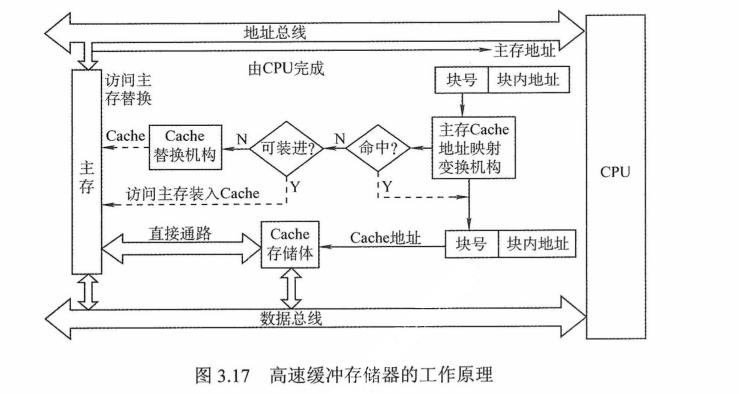 地址总线
主存地址
由CPU完成
访问主
存替换
块号 块内地址
Cache
Cache
替换机构
N
可装进?
N
命中?
主存Cache
地址映射
变换机构
主存
CPU
Y
Y
访问主存装入Cache
直接通路
Cache
存储体
Cache地址
块号 块内地址
数据总线
图 3.17 高速缓冲存储器的工作原理